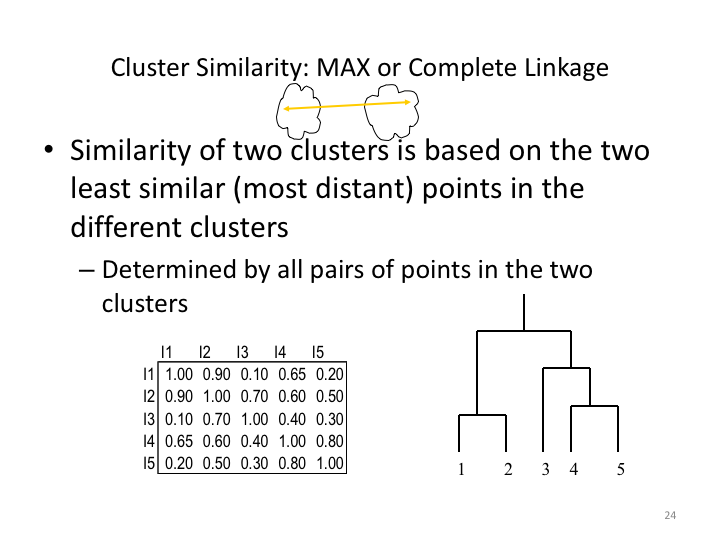 Cluster Similarity: MAX or Complete Linkage
• Similarity of two clusters is based on the two
least similar (most distant) points in the
different clusters
– Determined by all pairs of points in the two
clusters
I1 I2 I3 I4 I5
I1 1.00 0.90 0.10 0.65 0.20
I2 0.90 1.00 0.70 0.60 0.50
I3 0.10 0.70 1.00 0.40 0.30
I4 0.65 0.60 0.40 1.00 0.80
I5 0.20 0.50 0.30 0.80 1.00
1 2 3 4 5
24